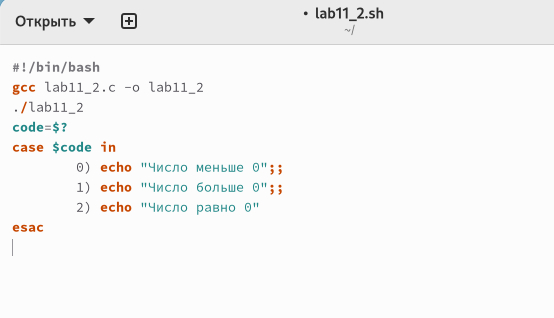 Открыть
• lab11_2.sh
~/
#!/bin/bash
gcc lab11_2.c -o lab11_2
./lab11_2
code=$?
case $code in
        0) echo "Число меньше 0";;
        1) echo "Число больше 0";;
        2) echo "Число равно 0"
esac